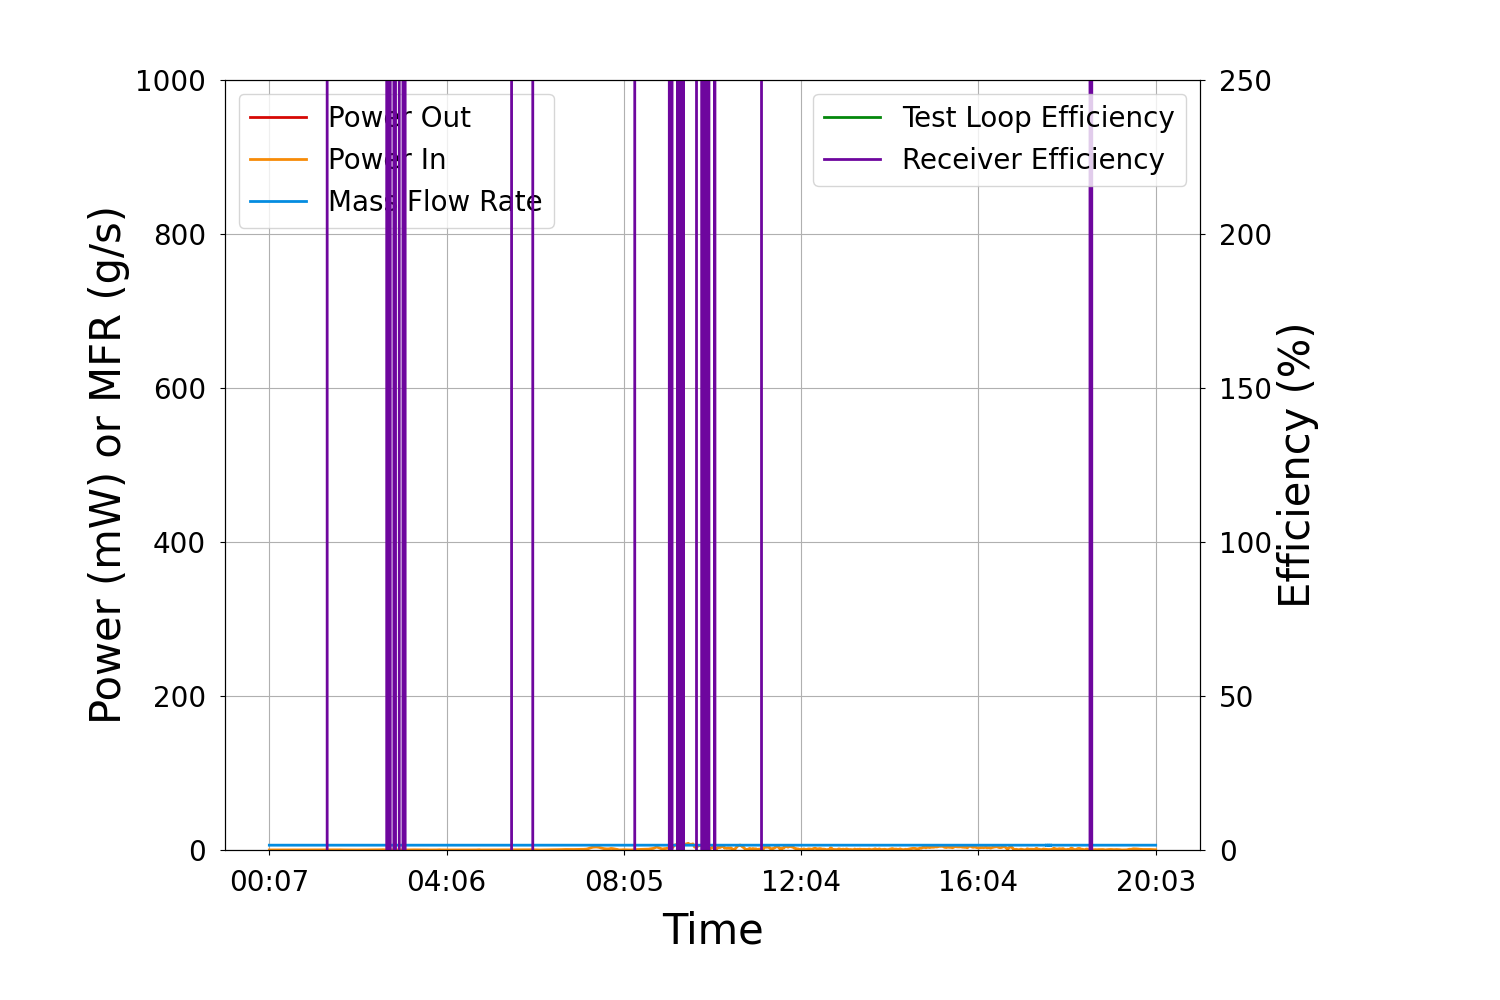 Power (mW) or MFR (g/s)
1000
800
600
400
200
0
Power Out
Power In
Mass Flow Rate
Test Loop Efficiency
Receiver Efficiency
250
200
150
100
50
0
Efficiency (%)
00:07 04:06 08:05 12:04 16:04 20:03
Time